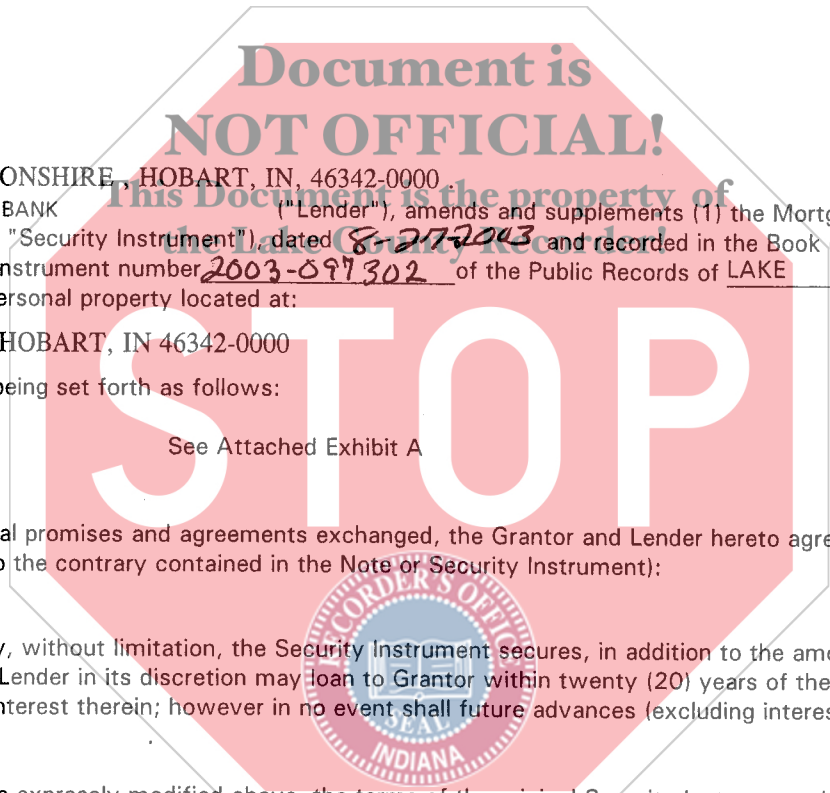 Document is
NOT OFFICIAL!
ONSHIRE, HOBART, IN, 46342-0000 .
This Document is the property of
BANK ("Lender"), amends and supplements (1) the Mortg
the Lake County Recorder!
"Security Instrument"), dated and recorded in the Book
nstrument number 2003-097302 of the Public Records of LAKE
ersonal property located at:
HOBART, IN 46342-0000
being set forth as follows:
STOP
See Attached Exhibit A
al promises and agreements exchanged, the Grantor and Lender hereto agre
o the contrary contained in the Note or Security Instrument):
RECORDER'S OFFICE
y, without limitation, the Security Instrument secures, in addition to the amo
Lender in its discretion may loan to Grantor within twenty (20) years of the
nterest therein; however in no event shall future advances (excluding interes
SEAL
INDIANA